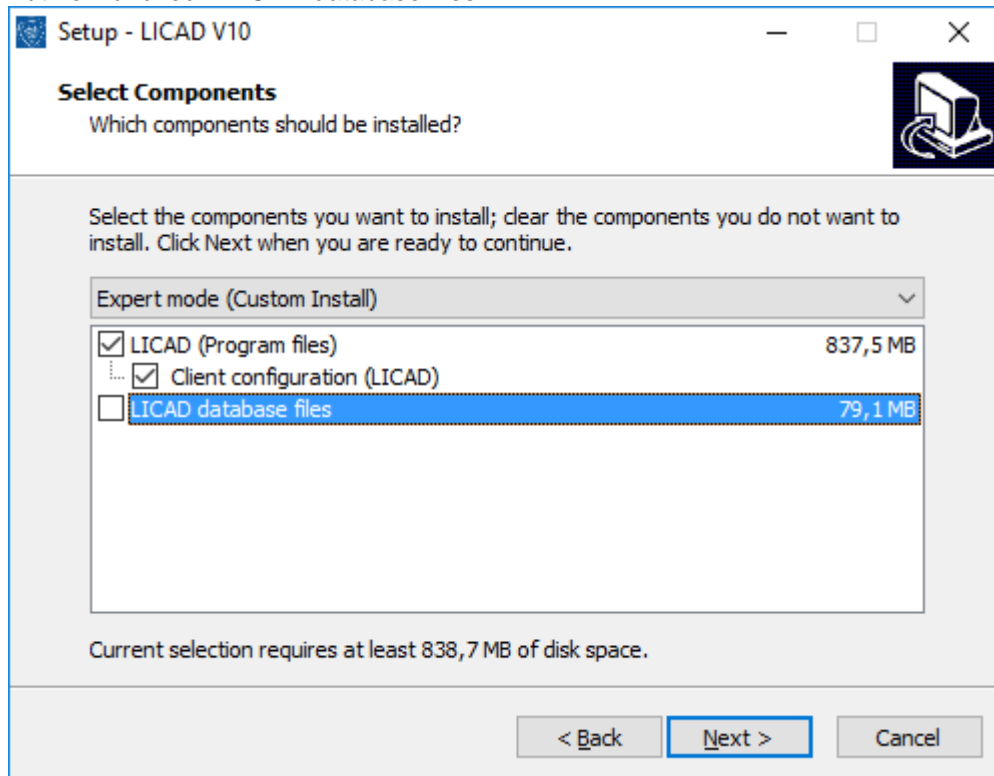 Setup - LICAD V10
Select Components
Which components should be installed?
Select the components you want to install; clear the components you do not want to
install. Click Next when you are ready to continue.
Expert mode (Custom Install)
LICAD (Program files) 837,5 MB
Client configuration (LICAD)
LICAD database files 79,1 MB
Current selection requires at least 838,7 MB of disk space.
< Back Next > Cancel